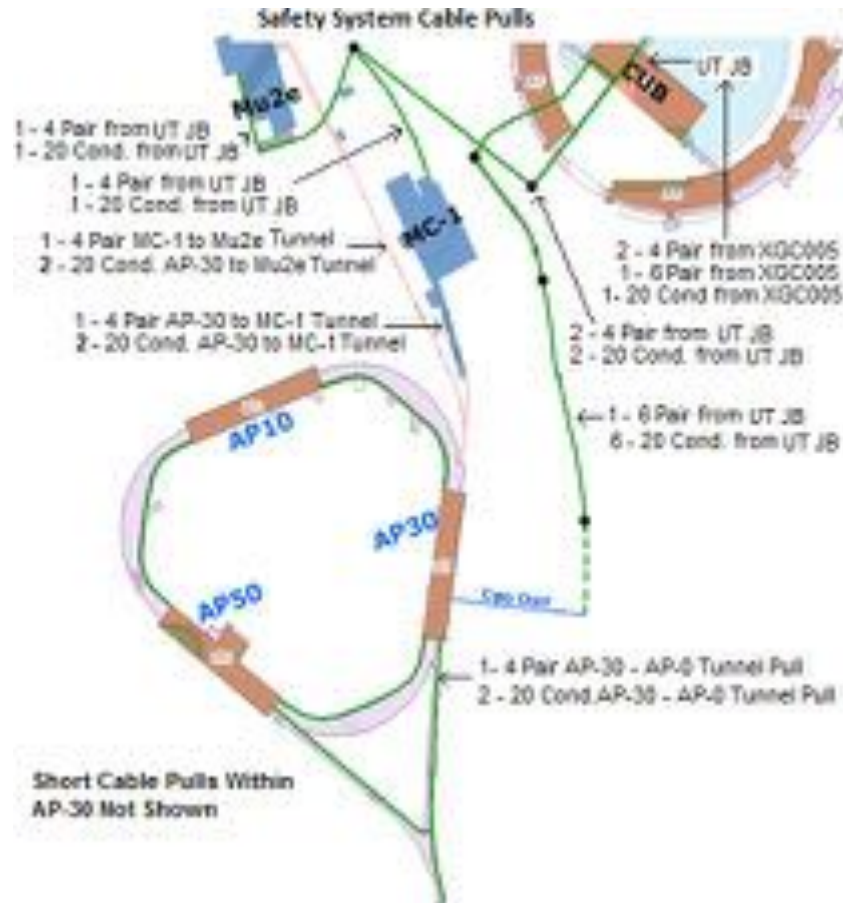 Safety System Cable Pulls
Mu2e
CUB
UT JB
1 - 4 Pair from UT JB
1 - 20 Cond. from UT JB
1 - 4 Pair from UT JB
1 - 20 Cond. from UT JB
MC-1
1 - 4 Pair MC-1 to Mu2e Tunnel
2 - 20 Cond. AP-30 to Mu2e Tunnel
2 - 4 Pair from XGC005
1 - 6 Pair from XGC005
1- 20 Cond from XGC005
1 - 4 Pair AP-30 to MC-1 Tunnel
2 - 20 Cond. AP-30 to MC-1 Tunnel
2 - 4 Pair from UT JB
2 - 20 Cond. from UT JB
1 - 6 Pair from UT JB
6 - 20 Cond. from UT JB
AP10
AP30
AP50
Duct
1- 4 Pair AP-30 - AP-0 Tunnel Pull
2 - 20 Cond.AP-30 - AP-0 Tunnel Pull
Short Cable Pulls Within
AP-30 Not Shown